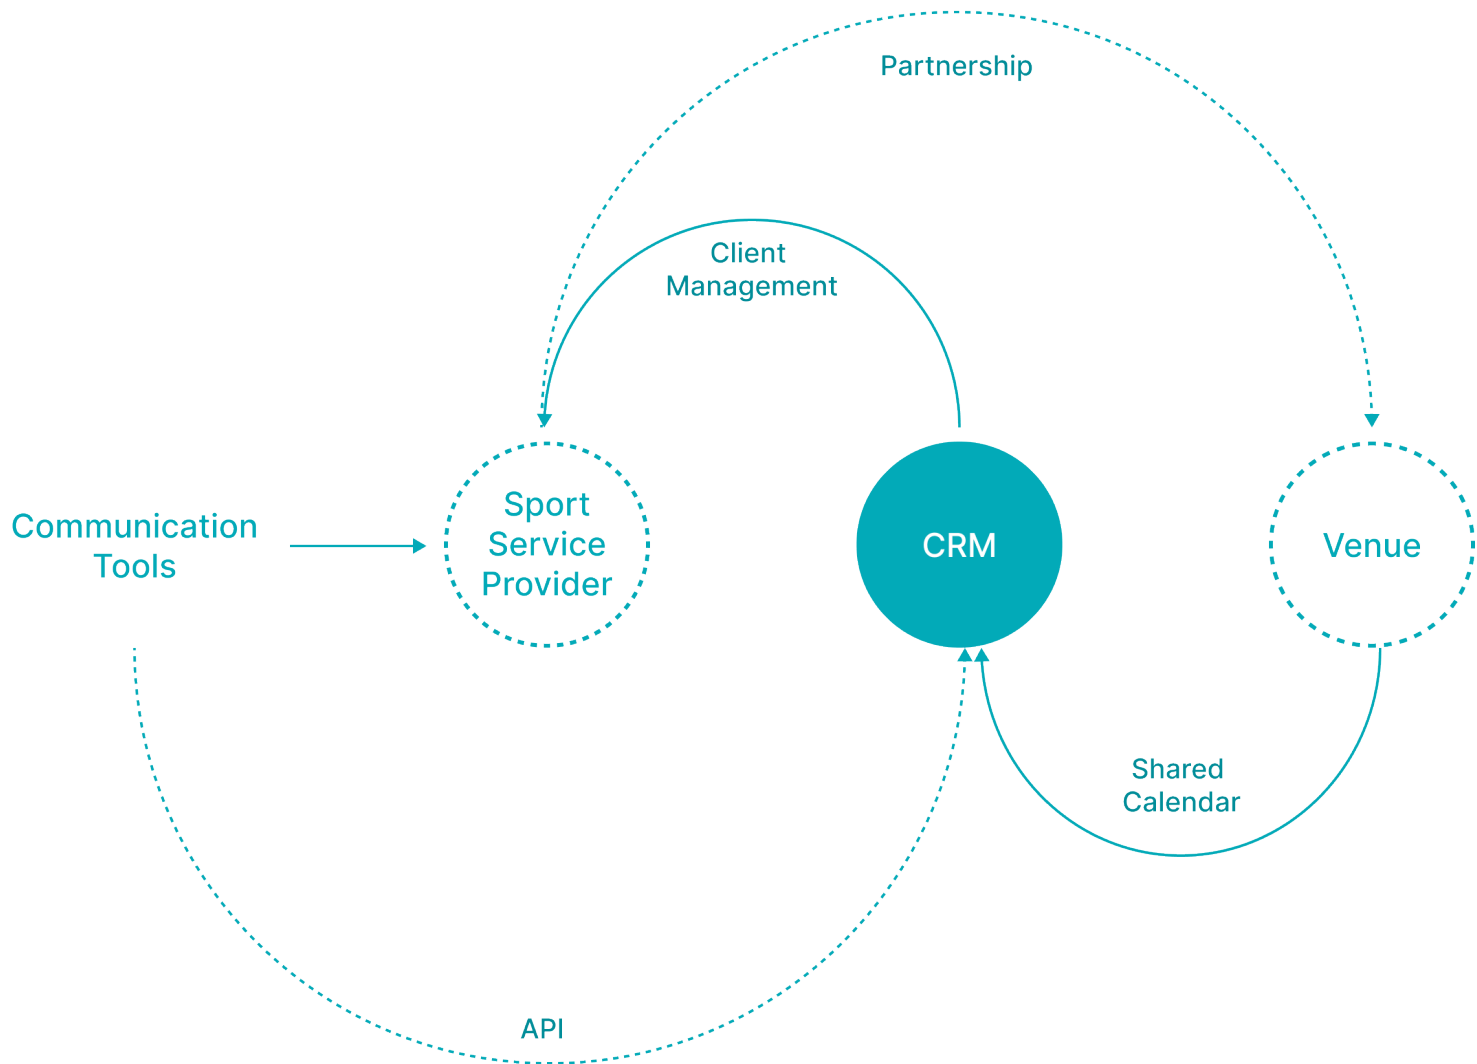 Partnership
Client
Management
Communication
Tools
Sport
Service
Provider
CRM
Venue
Shared
Calendar
API